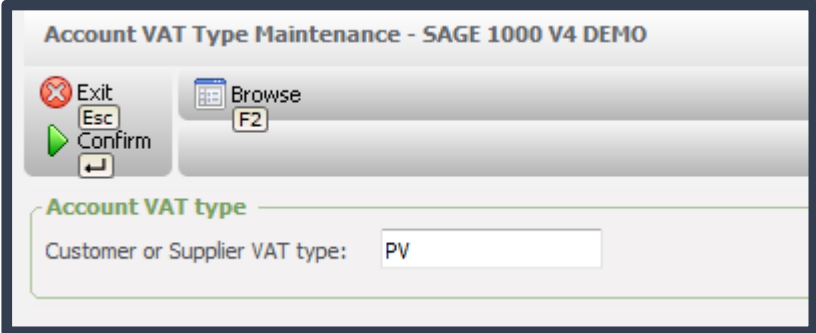 Account VAT Type Maintenance - SAGE 1000 V4 DEMO
Exit
Esc
Browse
F2
Confirm
Account VAT type
Customer or Supplier VAT type: PV